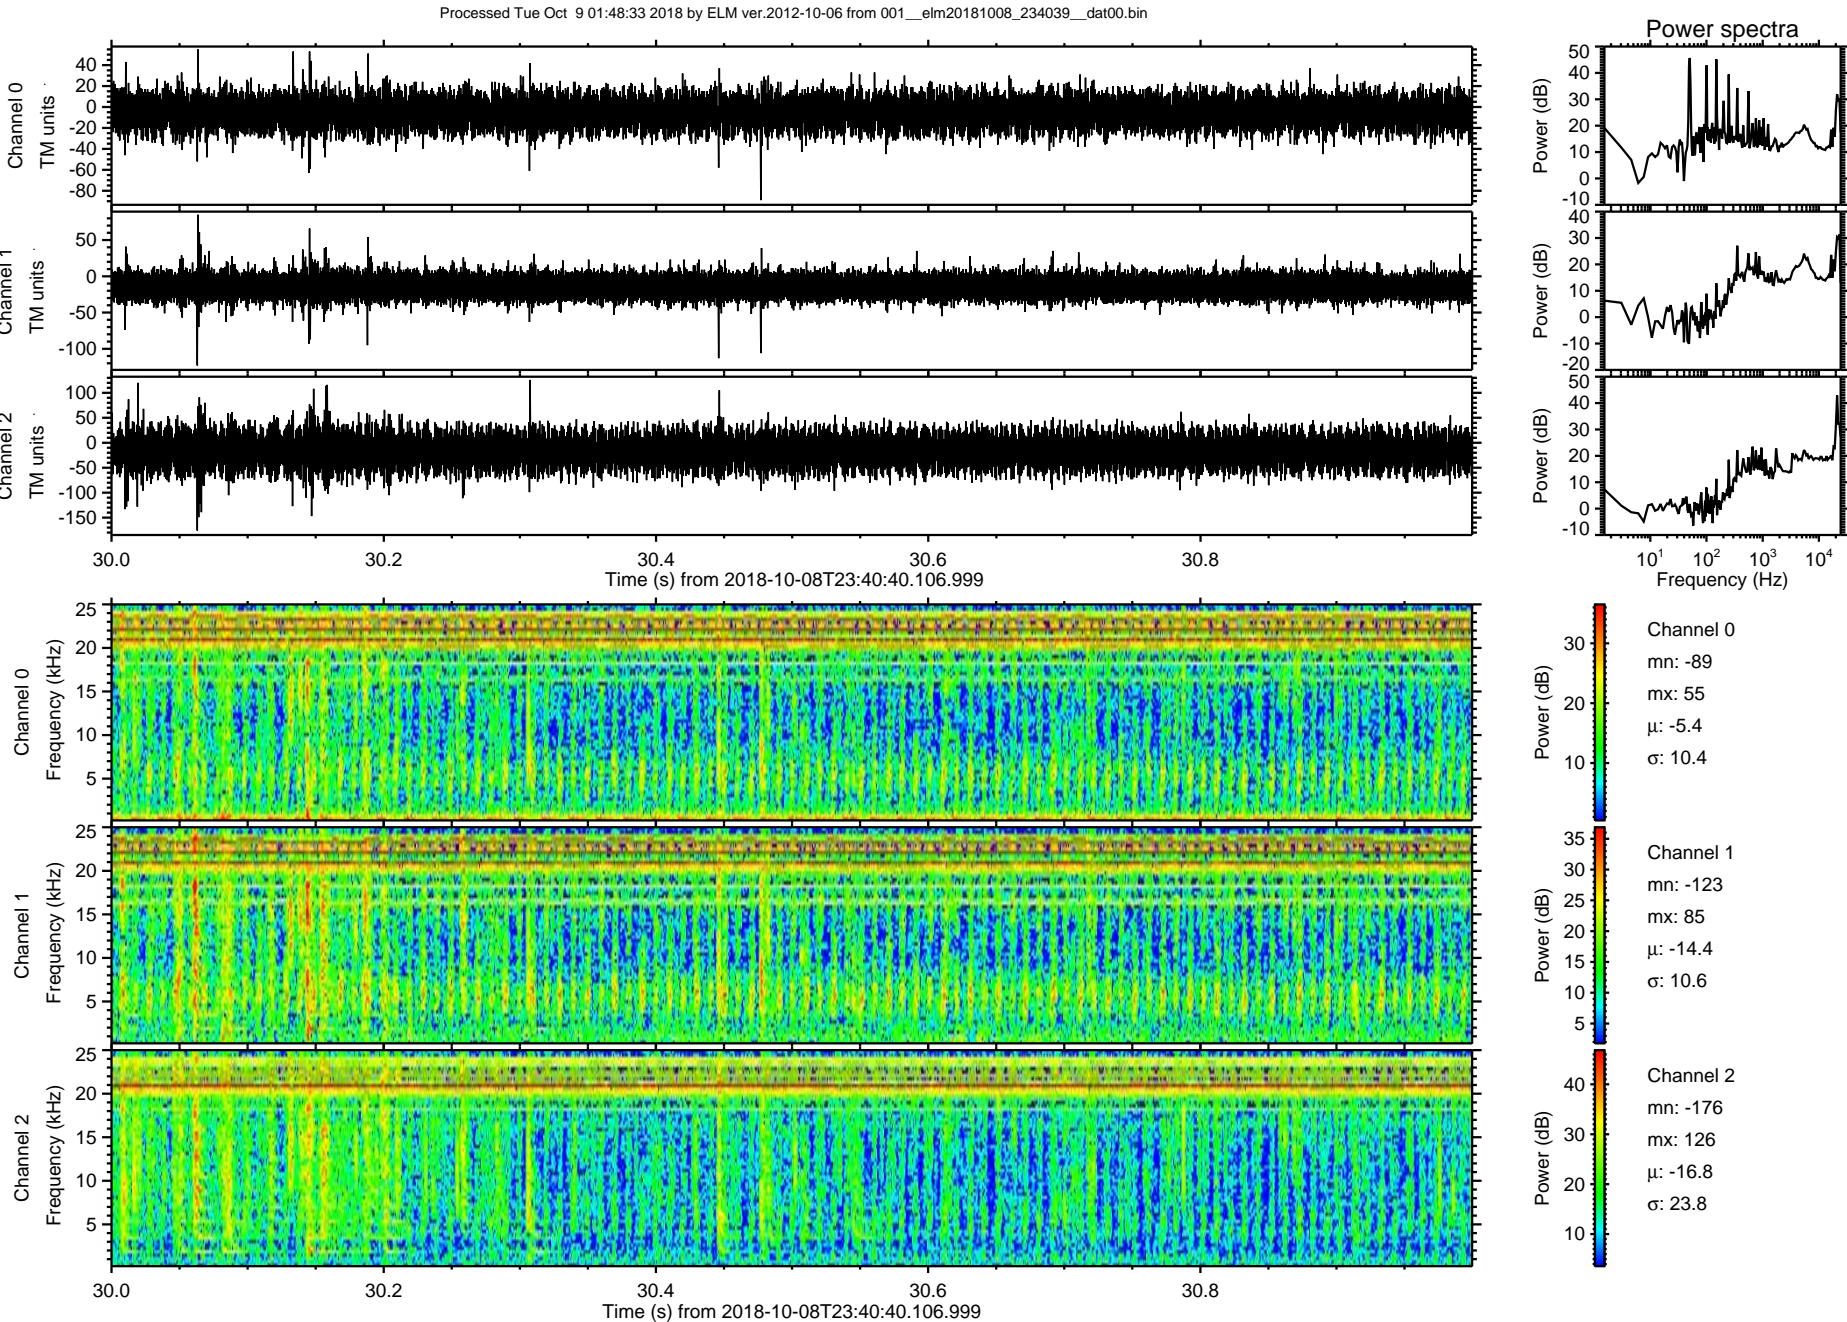 Processed Tue Oct  9 01:48:33 2018 by ELM ver.2012-10-06 from 001__elm20181008_234039__dat00.bin
Power spectra
Channel 0
TM units
40
20
0
-20
-40
-60
-80
Power (dB)
50
40
30
20
10
0
-10
Channel 1
TM units
50
0
-50
-100
Power (dB)
40
30
20
10
0
-10
-20
Channel 2
TM units
100
50
0
-50
-100
-150
Power (dB)
50
40
30
20
10
0
-10
30.0 30.2 30.4 30.6 30.8
Time (s) from 2018-10-08T23:40:40.106.999
10^1 10^2 10^3 10^4
Frequency (Hz)
Channel 0
Frequency (kHz)
25
20
15
10
5
Power (dB)
30
20
10
Channel 0
mn: -89
mx: 55
μ: -5.4
σ: 10.4
Channel 1
Frequency (kHz)
25
20
15
10
5
Power (dB)
35
30
25
20
15
10
5
Channel 1
mn: -123
mx: 85
μ: -14.4
σ: 10.6
Channel 2
Frequency (kHz)
25
20
15
10
5
Power (dB)
40
30
20
10
Channel 2
mn: -176
mx: 126
μ: -16.8
σ: 23.8
30.0 30.2 30.4 30.6 30.8
Time (s) from 2018-10-08T23:40:40.106.999